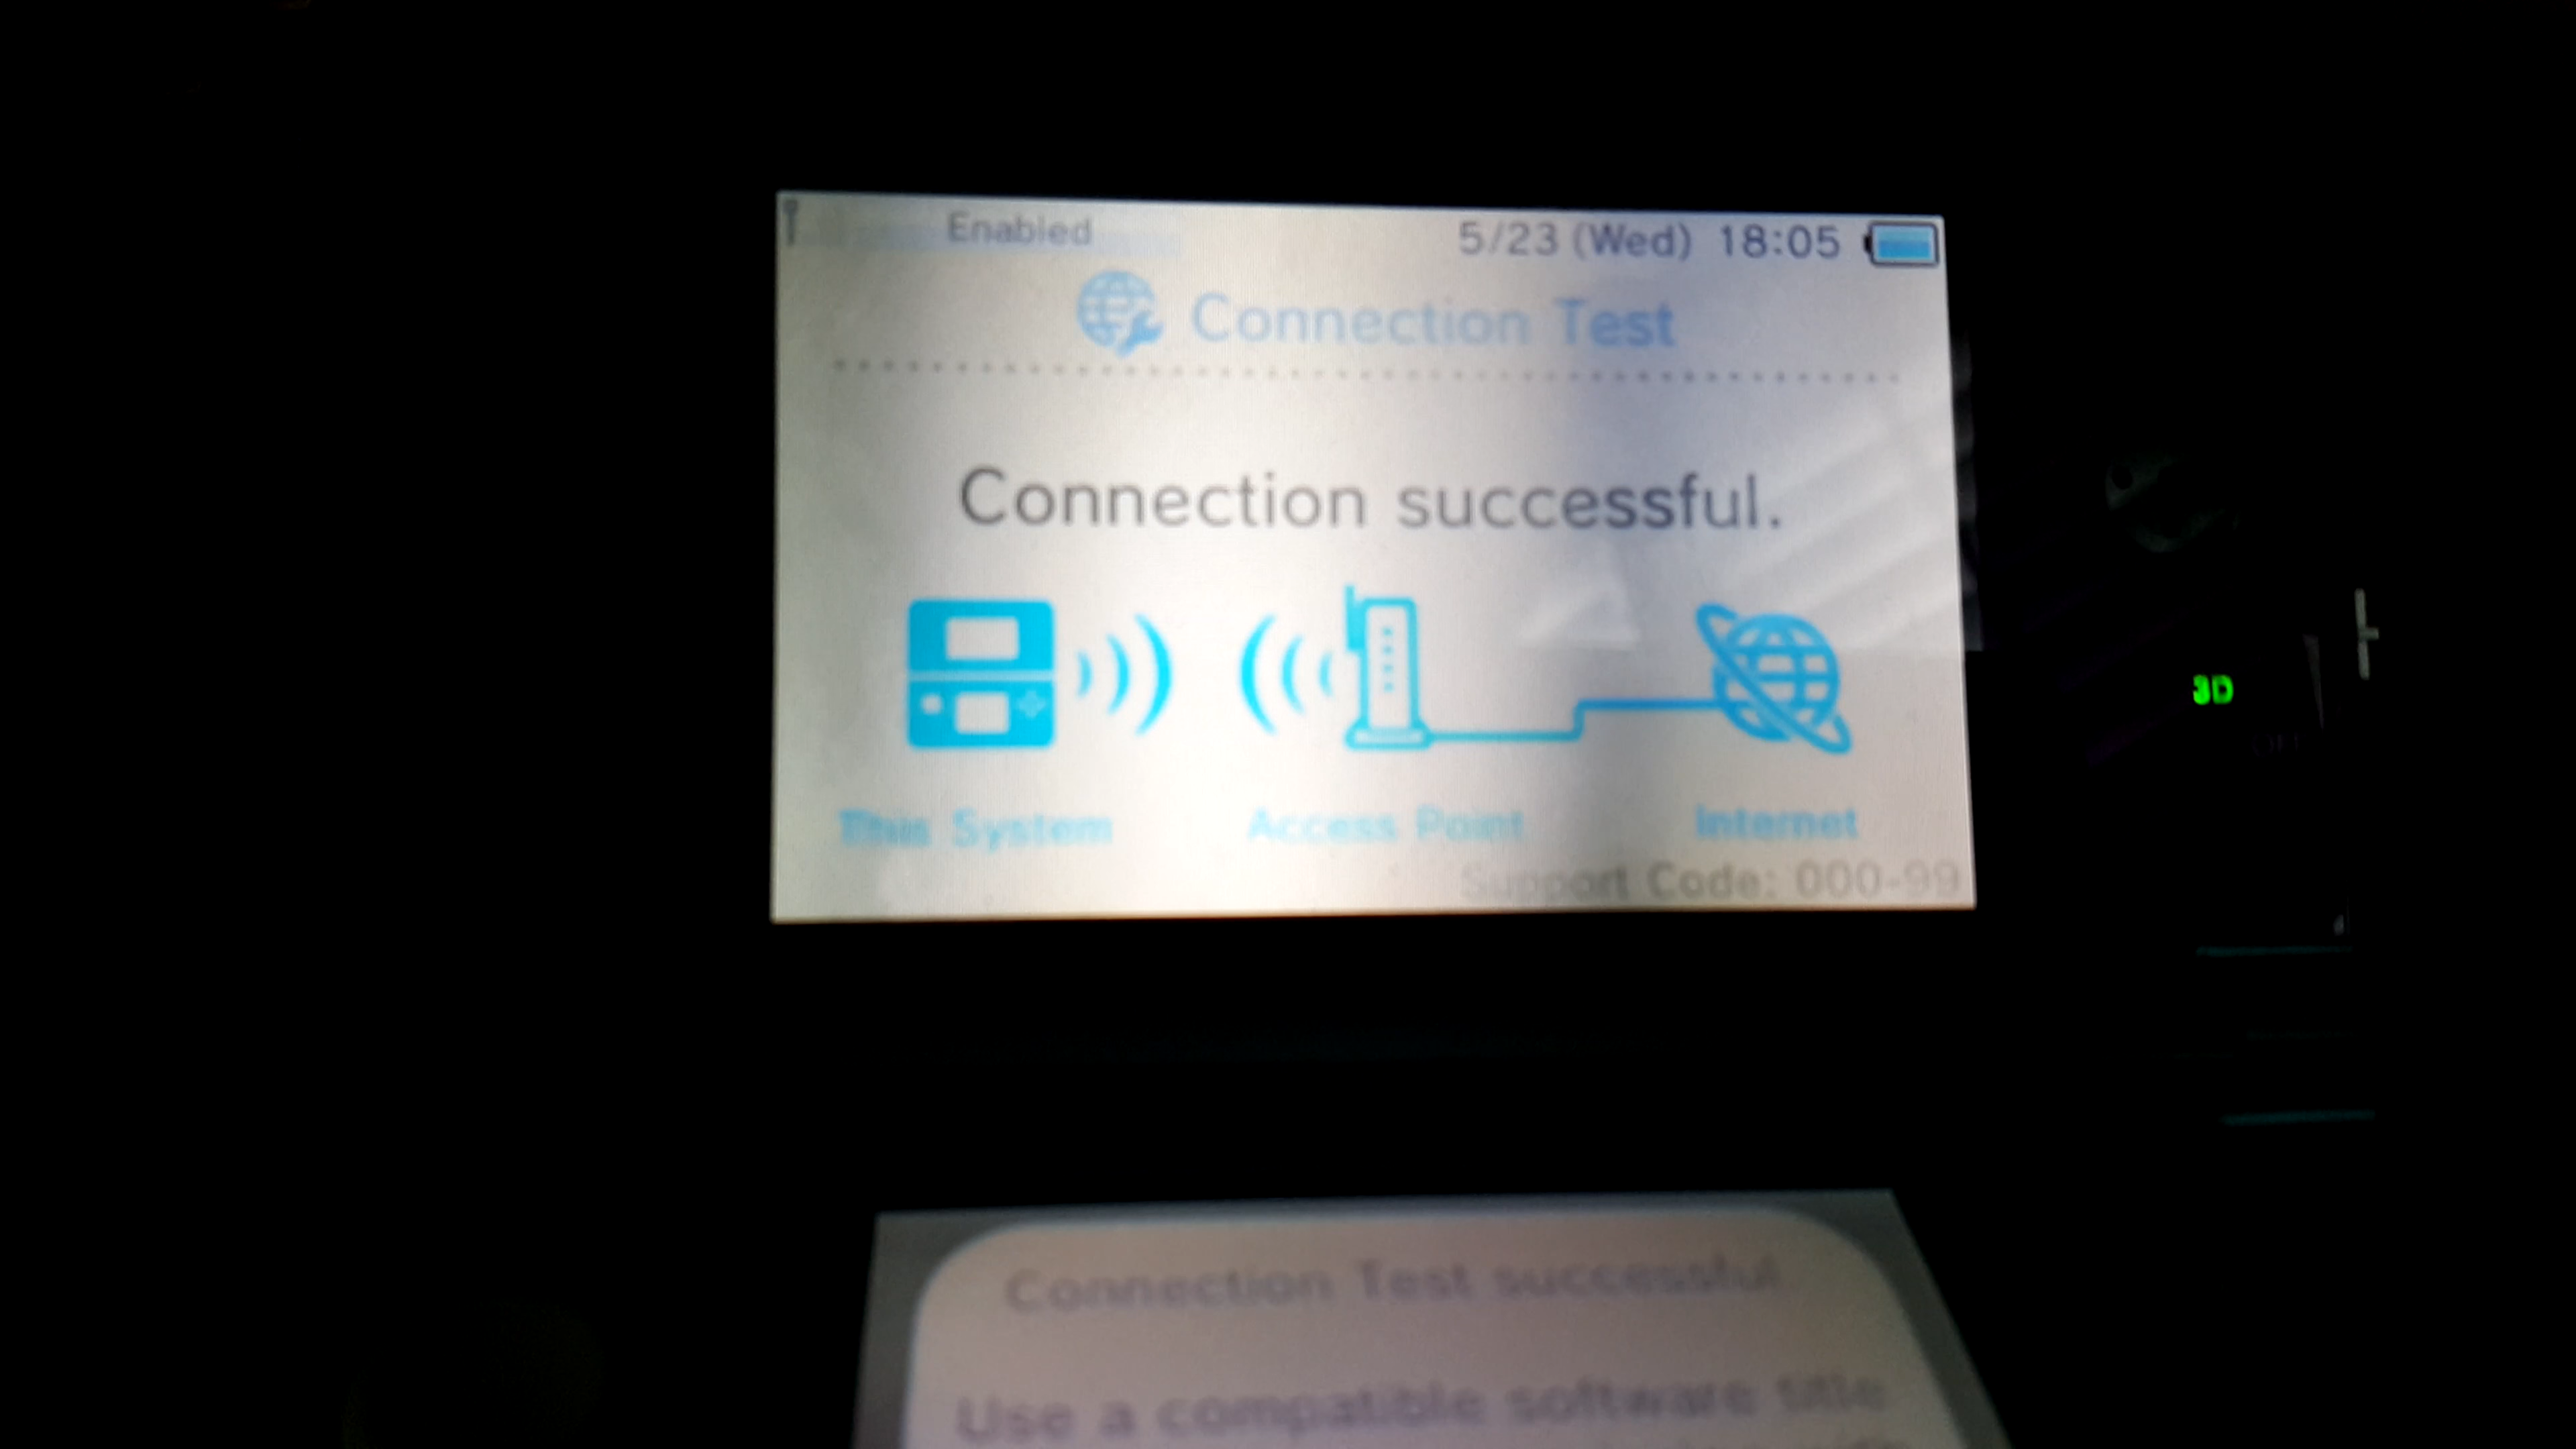 Enabled 5/23 (Wed) 18:05
Connection Test
Connection successful.
This System Access Point Internet
Support Code: 000-99
3D
Connection Test successful.
Use a compatible software title